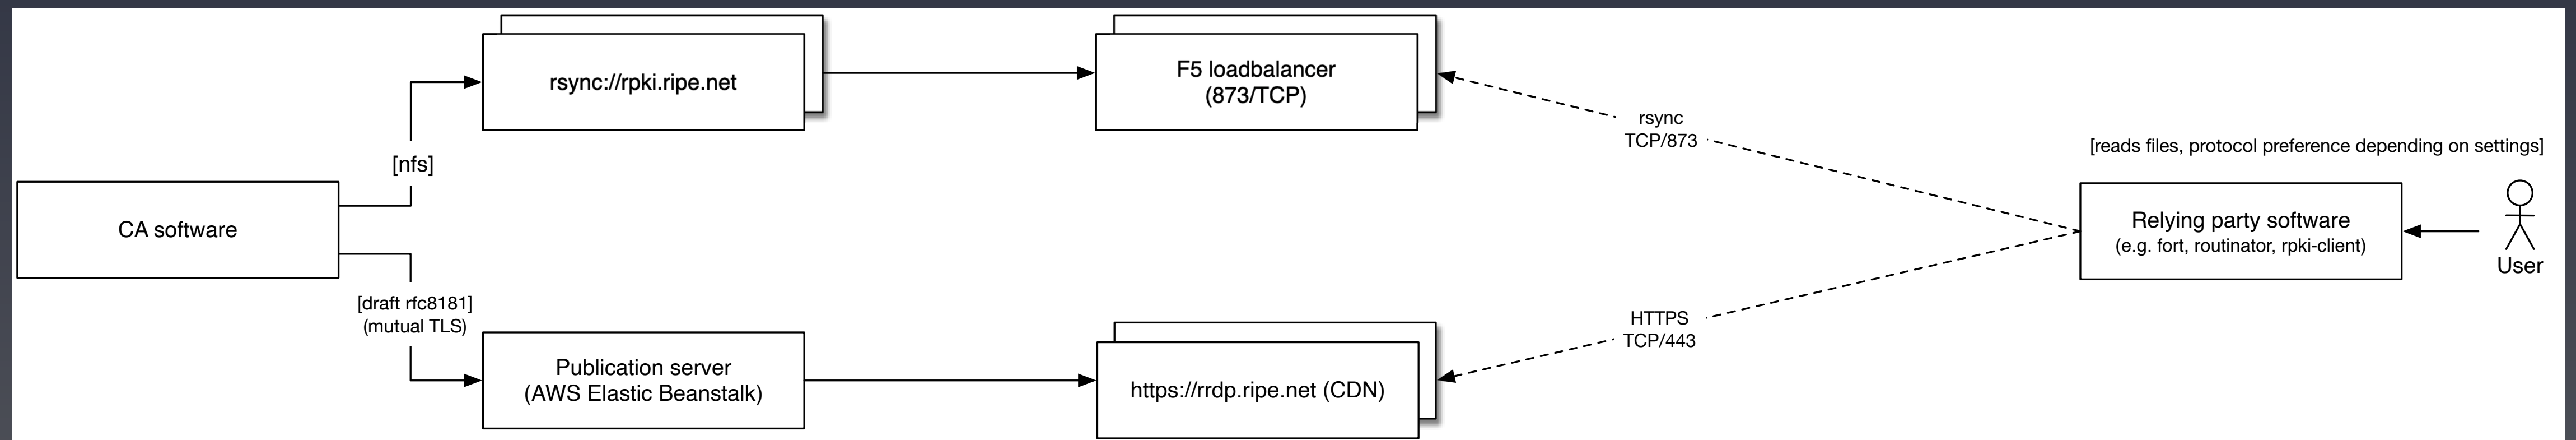 rsync://rpki.ripe.net
F5 loadbalancer
(873/TCP)
rsync
TCP/873
[reads files, protocol preference depending on settings]
[nfs]
CA software
Relying party software
(e.g. fort, routinator, rpki-client)
User
[draft rfc8181]
(mutual TLS)
HTTPS
TCP/443
Publication server
(AWS Elastic Beanstalk)
https://rrdp.ripe.net (CDN)